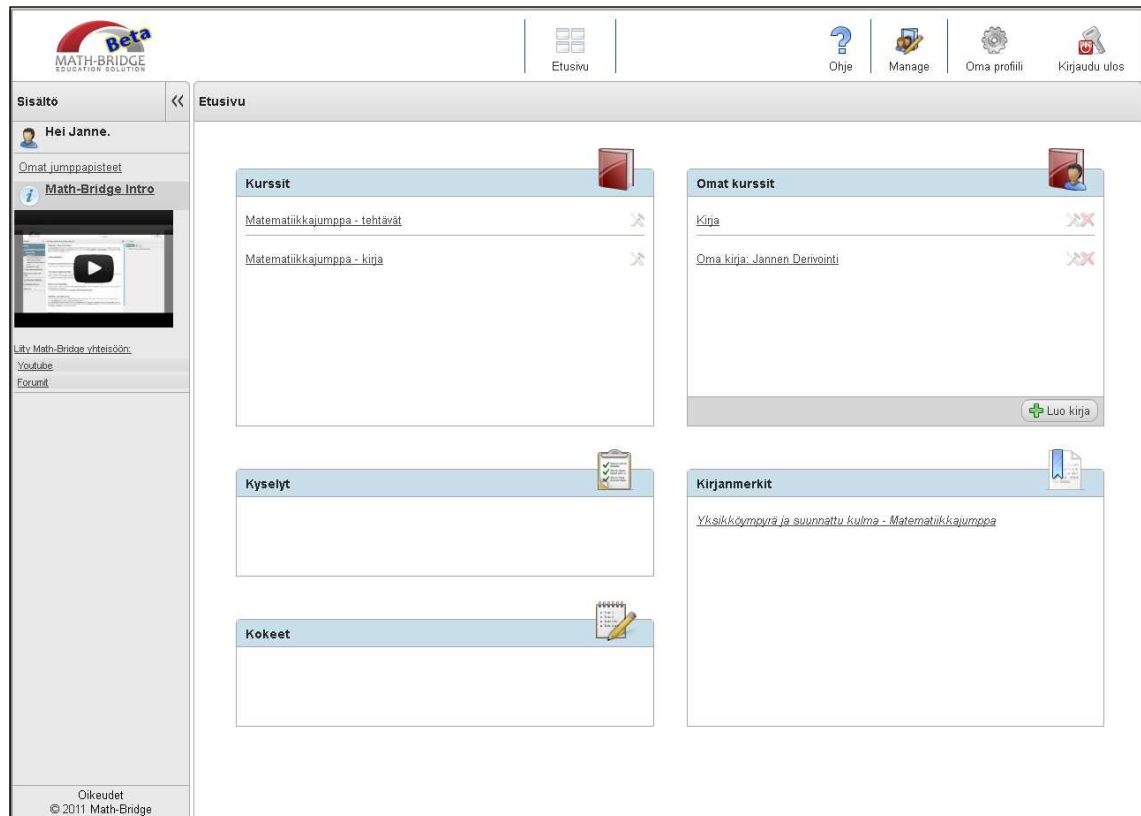 Beta
MATH-BRIDGE
EDUCATION SOLUTION
Etusivu
Ohje
Manage
Oma profiili
Kirjaudu ulos
Sisältö
Etusivu
Hei Janne.
Omat jumppapisteet
Math-Bridge Intro
Liity Math-Bridge yhteisöön:
Youtube
Forumit
Kurssit
Matematiikkajumppa - tehtävät
Matematiikkajumppa - kirja
Omat kurssit
Kirja
Oma kirja: Jannen Derivointi
Luo kirja
Kyselyt
Kirjanmerkit
Yksikköympyrä ja suunnattu kulma - Matematiikkajumppa
Kokeet
Oikeudet
© 2011 Math-Bridge